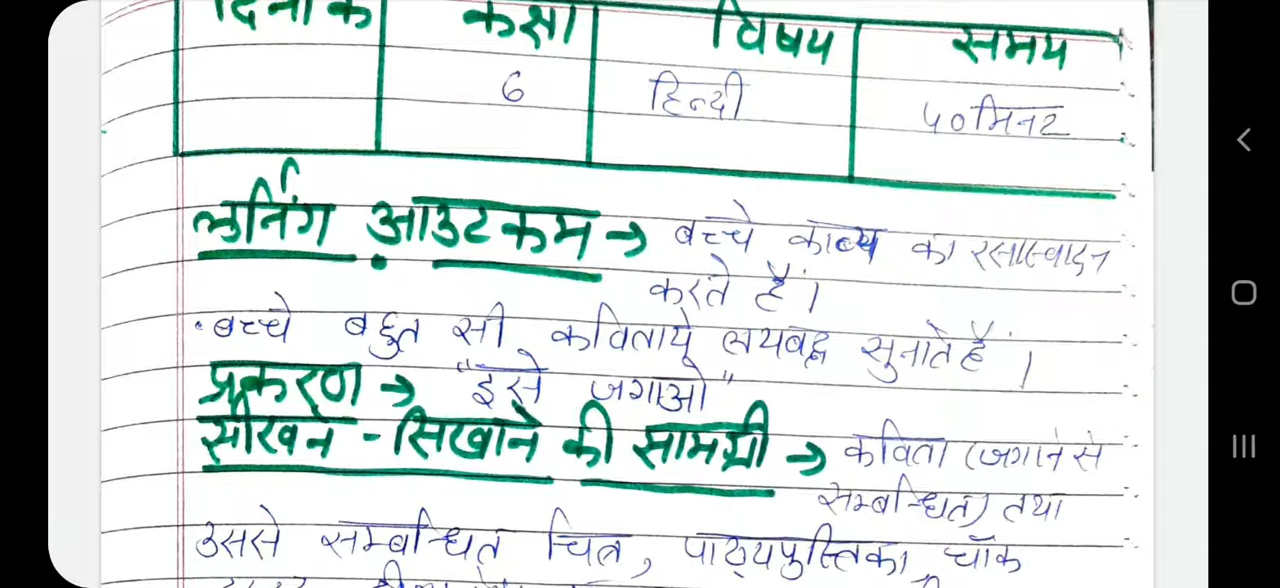 दिनांक कक्षा विषय समय
6 हिन्दी ५० मिनट
लर्निंग आउटकम → बच्चे काव्य का रसास्वादन
करते हैं।
• बच्चे बहुत सी कवितायें लयबद्ध सुनाते हैं।
प्रकरण → "इसे जगाओ"
सीखने - सिखाने की सामग्री → कविता (जगाने से
सम्बन्धित) तथा
उससे सम्बन्धित चित्र, पाठ्यपुस्तिका, चॉक